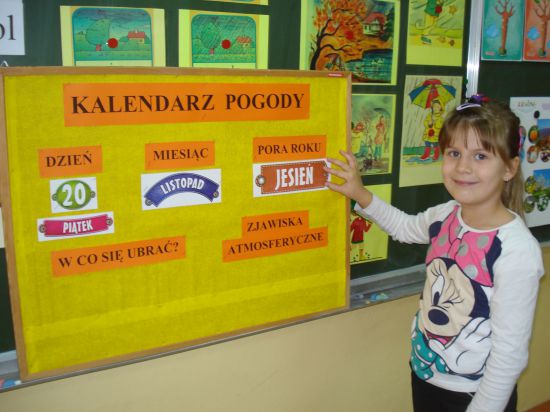 KALENDARZ POGODY
DZIEŃ
MIESIĄC
PORA ROKU
20
LISTOPAD
JESIEŃ
PIĄTEK
W CO SIĘ UBRAĆ?
ZJAWISKA
ATMOSFERYCZNE